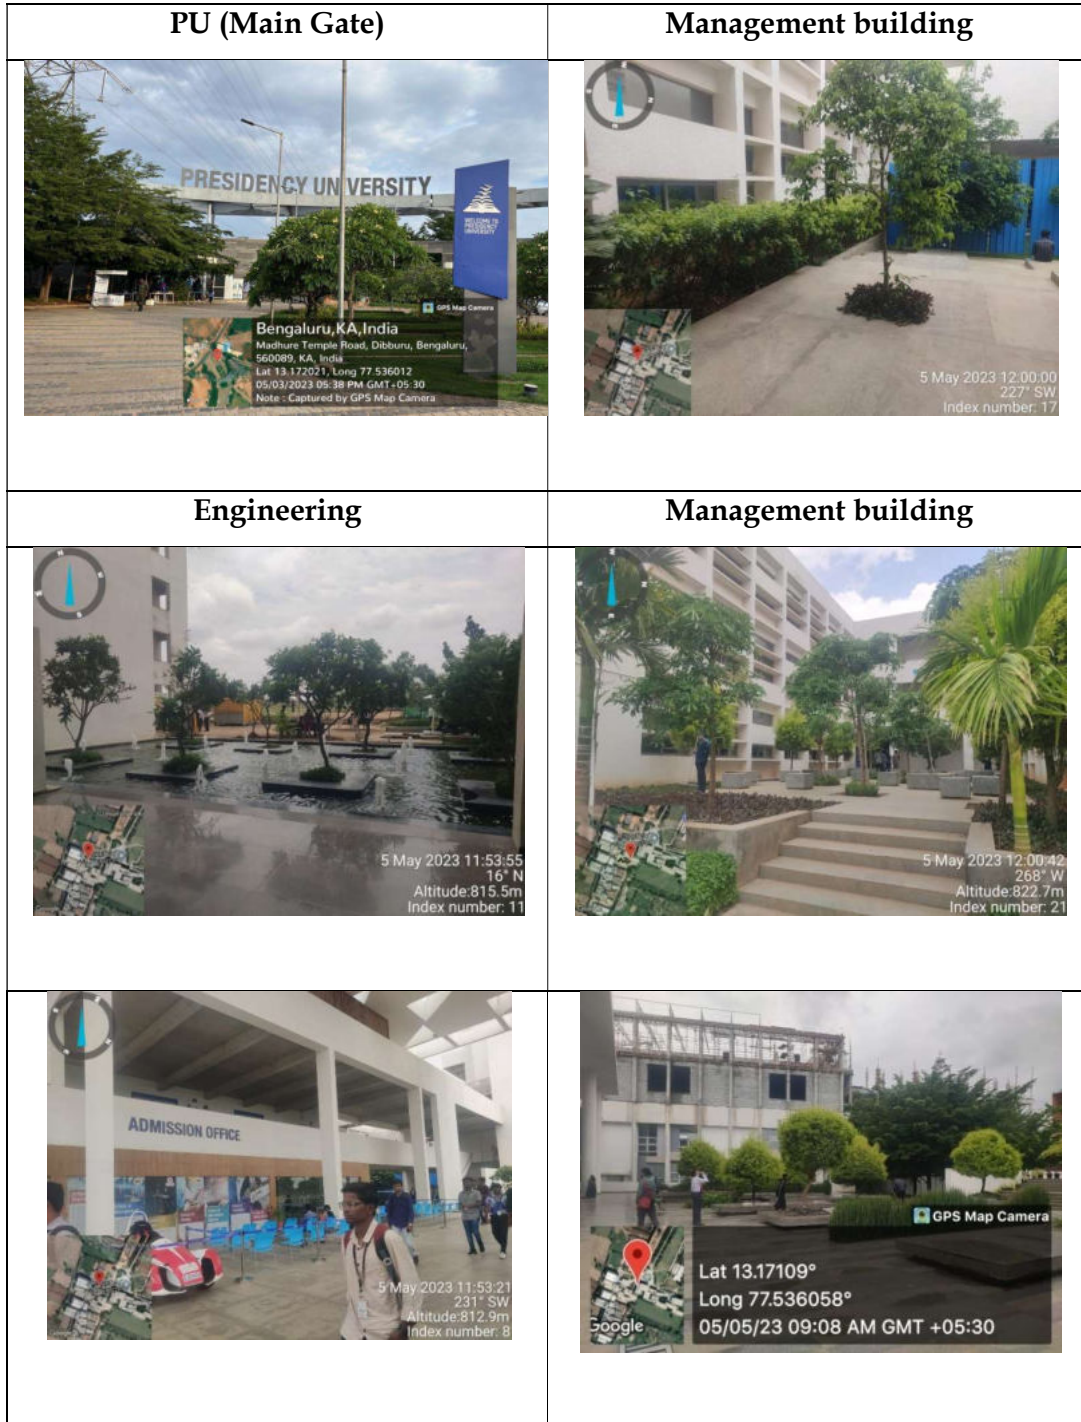 PU (Main Gate)
Management building
PRESIDENCY UNIVERSITY
WELCOME TO
PRESIDENCY
UNIVERSITY
GPS Map Camera
Bengaluru,KA,India
Madhure Temple Road, Dibburu, Bengaluru,
560089, KA, India
Lat 13.172021, Long 77.536012
05/03/2023 05:38 PM GMT+05:30
Note : Captured by GPS Map Camera
5 May 2023 12:00:00
227° SW
Index number: 17
Engineering
Management building
5 May 2023 11:53:55
16° N
Altitude:815.5m
Index number: 11
5 May 2023 12:00:42
268° W
Altitude:822.7m
Index number: 21
ADMISSION OFFICE
5 May 2023 11:53:21
231° SW
Altitude:812.9m
Index number: 8
GPS Map Camera
Lat 13.17109°
Long 77.536058°
05/05/23 09:08 AM GMT +05:30
Google